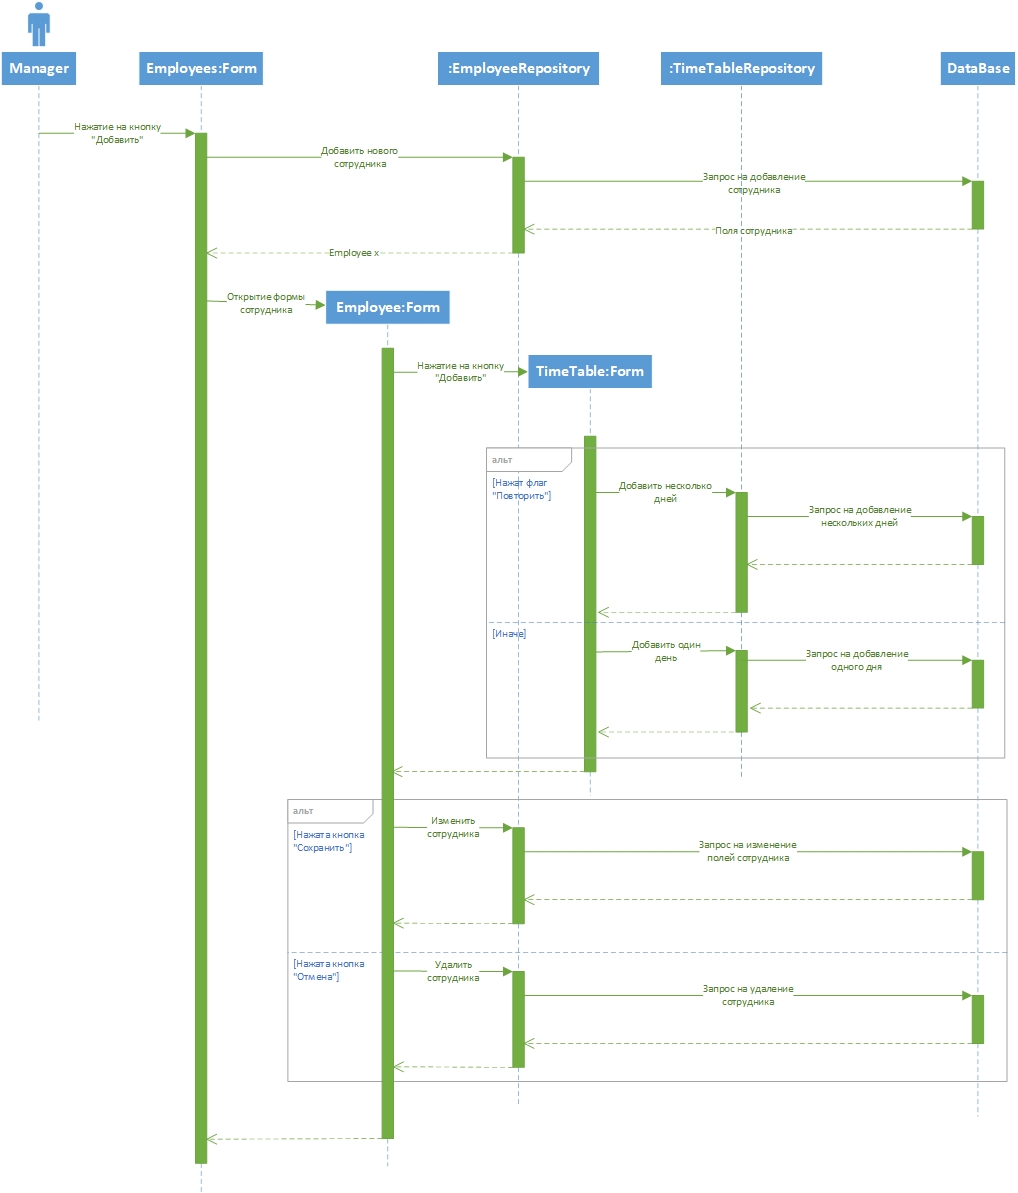 Manager
Employees:Form
:EmployeeRepository
:TimeTableRepository
DataBase
Нажатие на кнопку
"Добавить"
Добавить нового
сотрудника
Запрос на добавление
сотрудника
Поля сотрудника
Employee x
Открытие формы
сотрудника
Employee:Form
Нажатие на кнопку
"Добавить"
TimeTable:Form
альт
[Нажат флаг
"Повторить"]
Добавить несколько
дней
Запрос на добавление
нескольких дней
[Иначе]
Добавить один
день
Запрос на добавление
одного дня
альт
[Нажата кнопка
"Сохранить"]
Изменить
сотрудника
Запрос на изменение
полей сотрудника
[Нажата кнопка
"Отмена"]
Удалить
сотрудника
Запрос на удаление
сотрудника